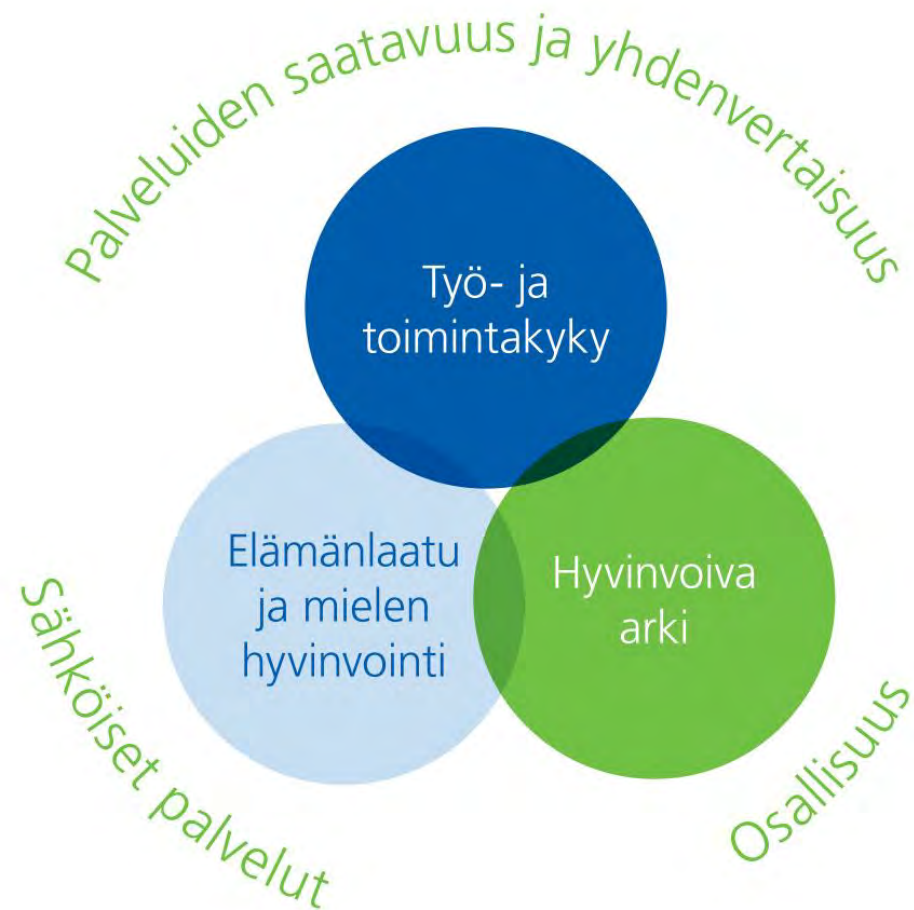 Palveluiden saatavuus ja yhdenvertaisuus
Työ- ja
toimintakyky
Elämänlaatu
ja mielen
hyvinvointi
Hyvinvoiva
arki
Sähköiset palvelut
Osallisuus